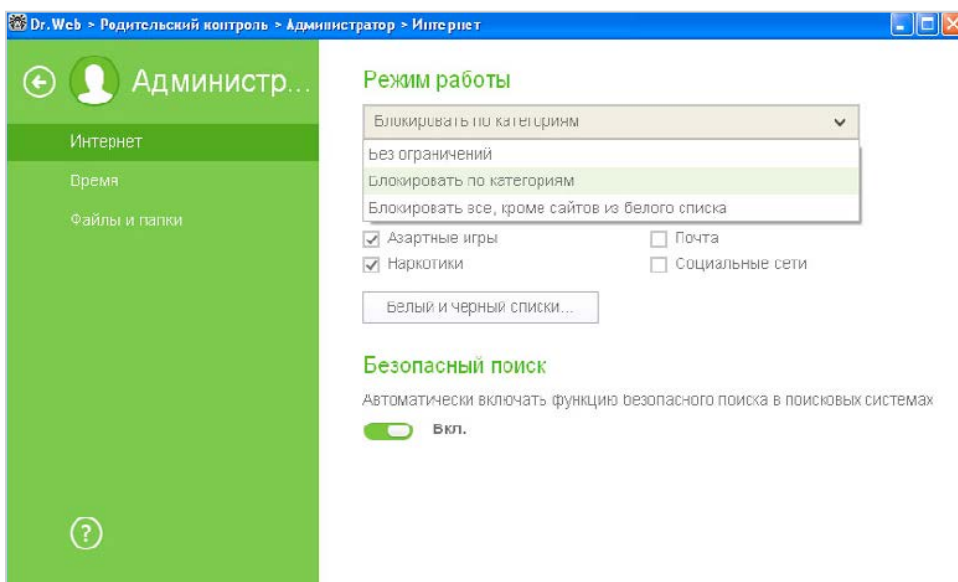 Dr.Web > Родительский контроль > Администратор > Интернет
Администр...
Интернет
Время
Файлы и папки
Режим работы
Блокировать по категориям
Без ограничений
Блокировать по категориям
Блокировать все, кроме сайтов из белого списка
Азартные игры
Почта
Наркотики
Социальные сети
Белый и черный списки...
Безопасный поиск
Автоматически включать функцию безопасного поиска в поисковых системах
Вкл.
?